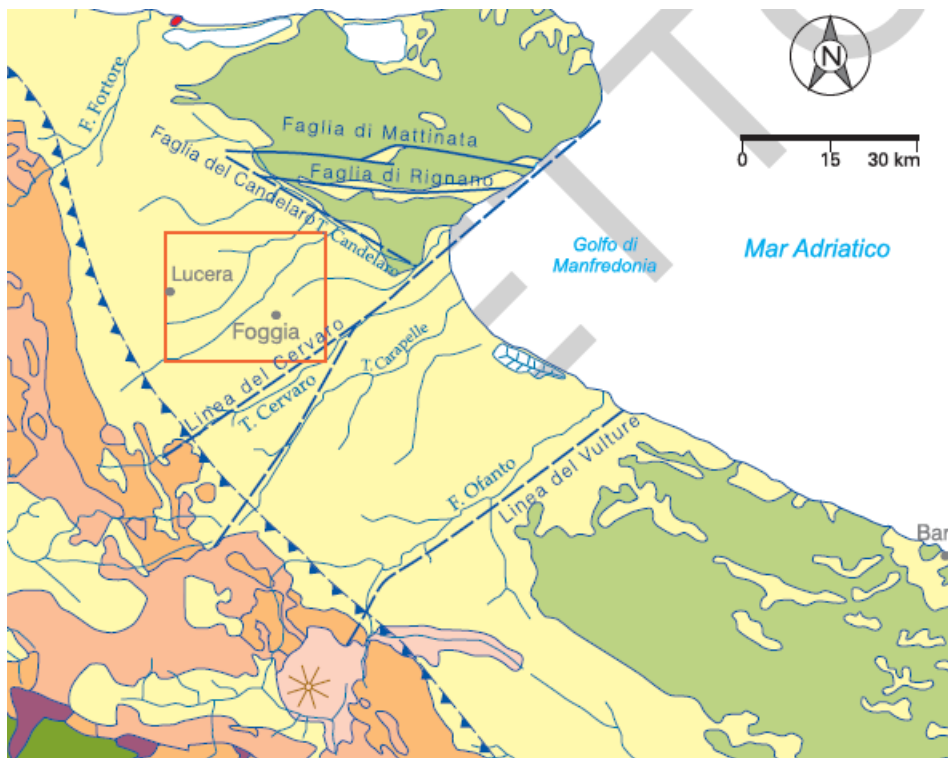 N
0 15 30 km
F. Fortore
Faglia di Mattinata
Faglia di Rignano
Faglia del Candelaro
T. Candelaro
Golfo di
Manfredonia
Mar Adriatico
Lucera
Foggia
Linea del Cervaro
T. Cervaro
T. Carapelle
F. Ofanto
Linea del Vulture
Bar